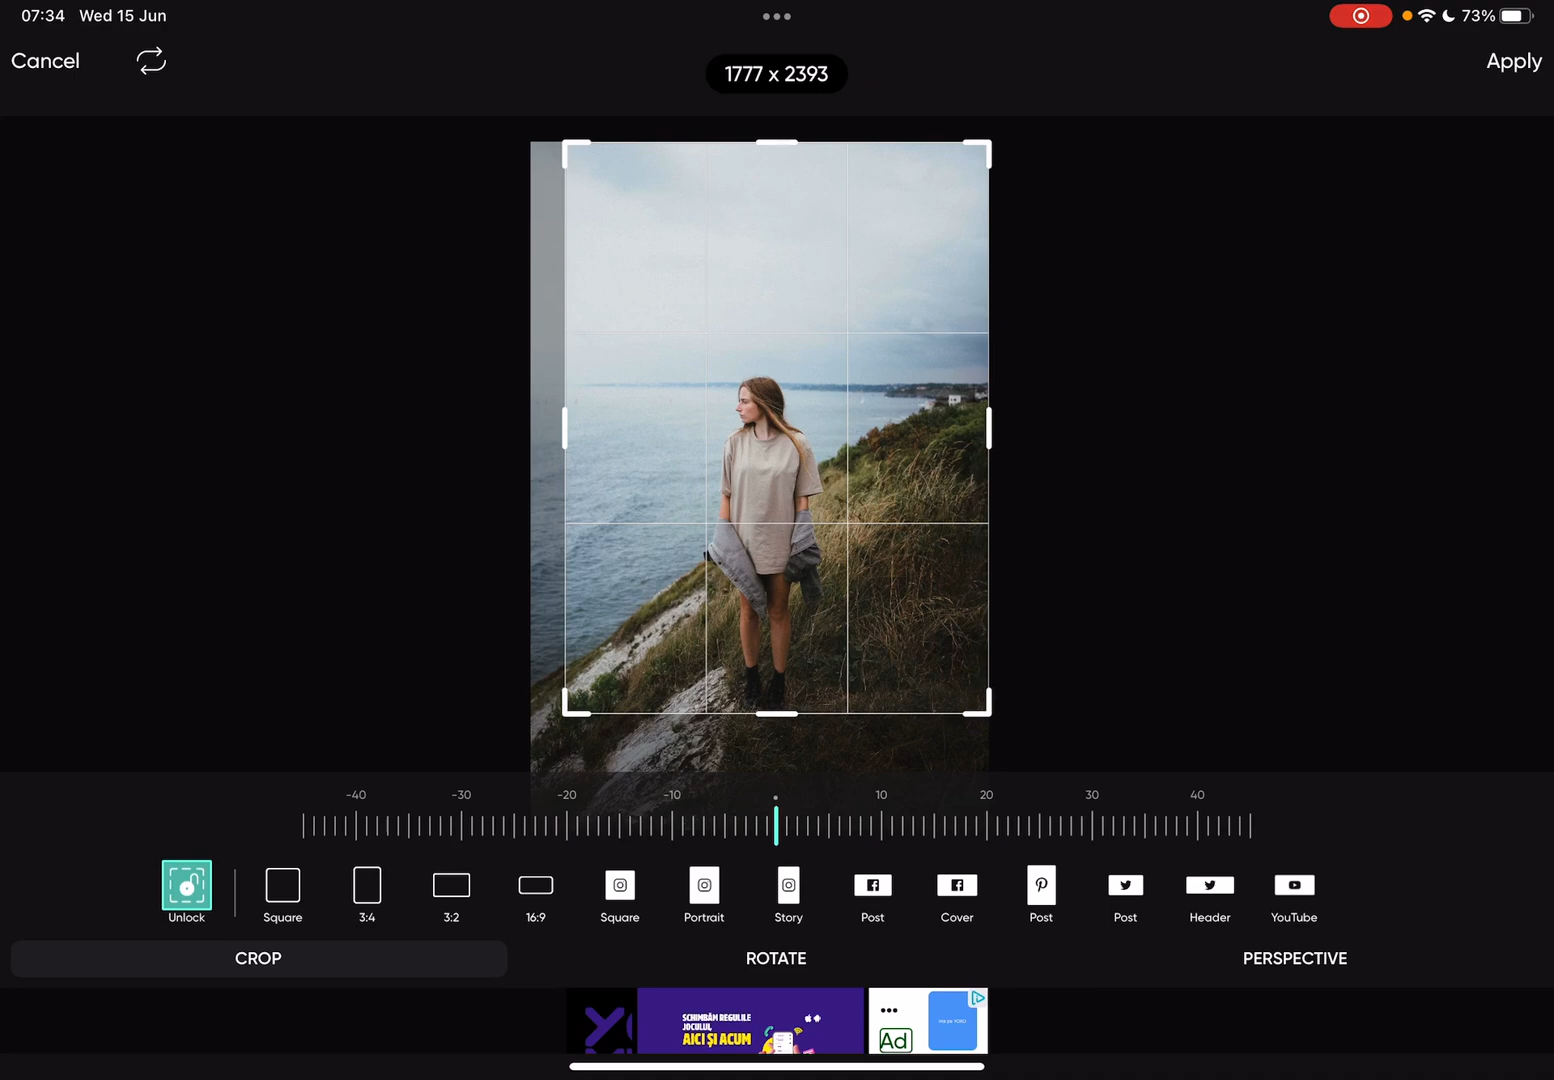 07:34 Wed 15 Jun
73%
Cancel
1777 x 2393
Apply
-40 -30 -20 -10 10 20 30 40
Unlock
Square
3:4
3:2
16:9
Square
Portrait
Story
Post
Cover
Post
Post
Header
YouTube
CROP
ROTATE
PERSPECTIVE
SCHIMBĂM REGULILE
JOCULUI,
AICI ȘI ACUM
Ad